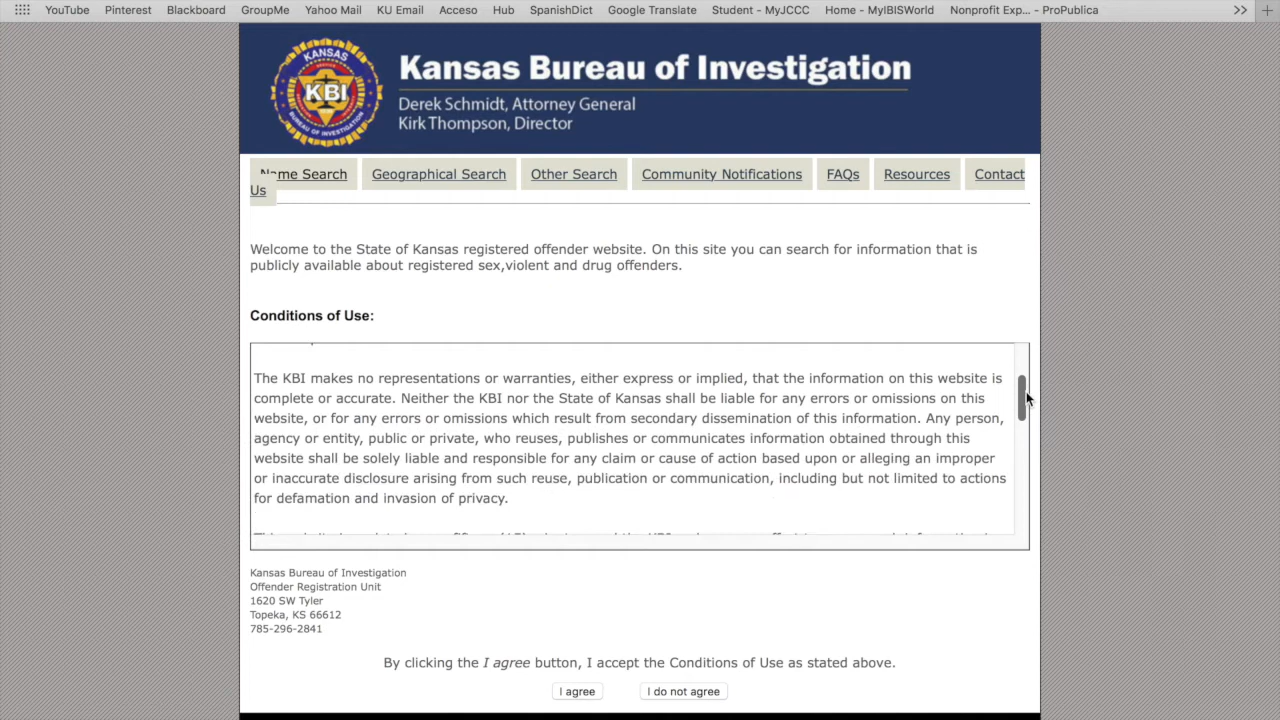 YouTube Pinterest Blackboard GroupMe Yahoo Mail KU Email Acceso Hub SpanishDict Google Translate Student - MyJCCC Home - MyIBISWorld Nonprofit Exp... - ProPublica >> +
KANSAS
KBI
BUREAU OF INVESTIGATION
Kansas Bureau of Investigation
Derek Schmidt, Attorney General
Kirk Thompson, Director
Name Search Geographical Search Other Search Community Notifications FAQs Resources Contact
Us
Welcome to the State of Kansas registered offender website. On this site you can search for information that is
publicly available about registered sex,violent and drug offenders.
Conditions of Use:
The KBI makes no representations or warranties, either express or implied, that the information on this website is
complete or accurate. Neither the KBI nor the State of Kansas shall be liable for any errors or omissions on this
website, or for any errors or omissions which result from secondary dissemination of this information. Any person,
agency or entity, public or private, who reuses, publishes or communicates information obtained through this
website shall be solely liable and responsible for any claim or cause of action based upon or alleging an improper
or inaccurate disclosure arising from such reuse, publication or communication, including but not limited to actions
for defamation and invasion of privacy.
Kansas Bureau of Investigation
Offender Registration Unit
1620 SW Tyler
Topeka, KS 66612
785-296-2841
By clicking the I agree button, I accept the Conditions of Use as stated above.
I agree I do not agree